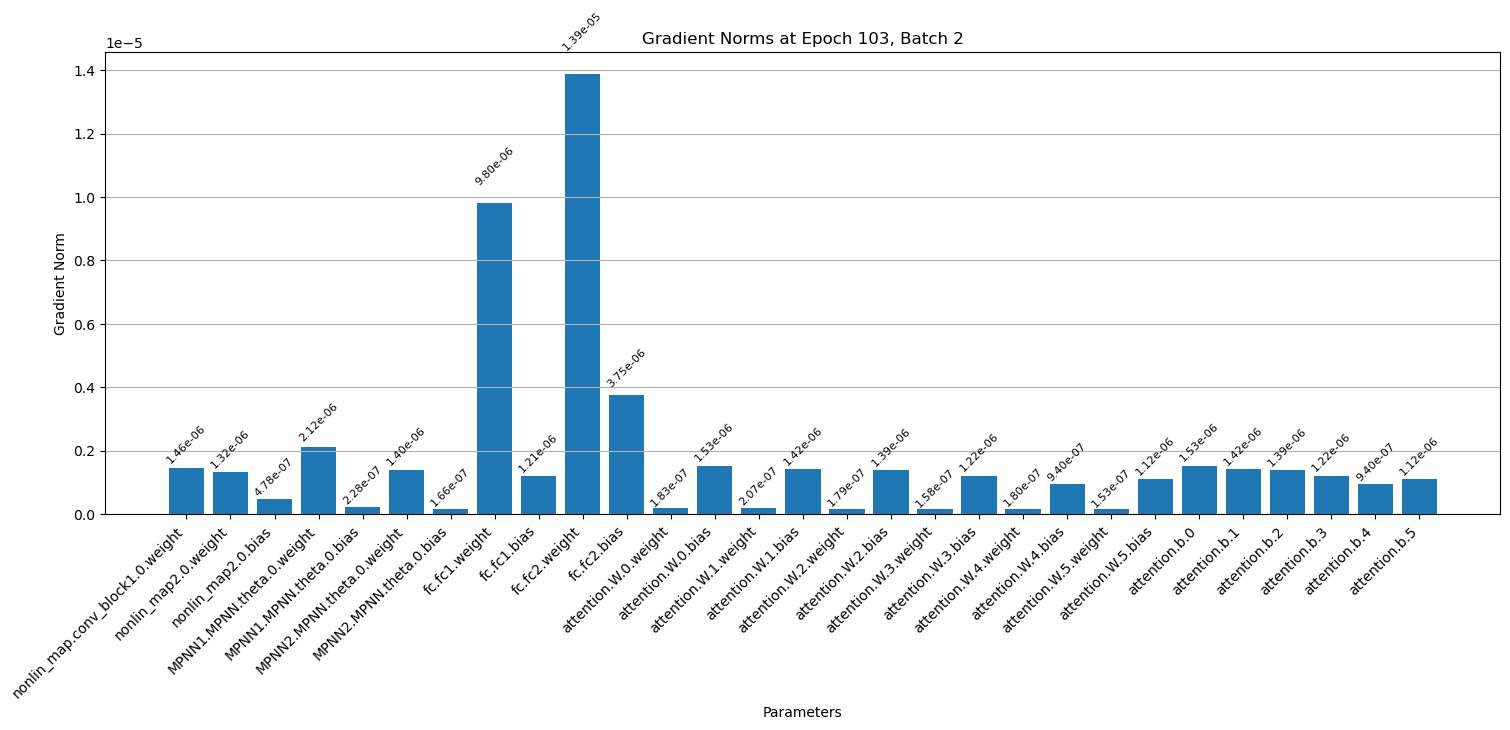 Gradient Norms at Epoch 103, Batch 2
1e−5
Gradient Norm
1.4
1.2
1.0
0.8
0.6
0.4
0.2
0.0
1.46e-06
1.32e-06
4.78e-07
2.12e-06
2.28e-07
1.40e-06
1.66e-07
9.80e-06
1.21e-06
1.39e-05
3.75e-06
1.83e-07
1.53e-06
2.07e-07
1.42e-06
1.79e-07
1.39e-06
1.58e-07
1.22e-06
1.80e-07
9.40e-07
1.53e-07
1.12e-06
1.53e-06
1.42e-06
1.39e-06
1.22e-06
9.40e-07
1.12e-06
nonlin_map.conv_block1.0.weight
nonlin_map2.0.weight
nonlin_map2.0.bias
MPNN1.MPNN.theta.0.weight
MPNN1.MPNN.theta.0.bias
MPNN2.MPNN.theta.0.weight
MPNN2.MPNN.theta.0.bias
fc.fc1.weight
fc.fc1.bias
fc.fc2.weight
fc.fc2.bias
attention.W.0.weight
attention.W.0.bias
attention.W.1.weight
attention.W.1.bias
attention.W.2.weight
attention.W.2.bias
attention.W.3.weight
attention.W.3.bias
attention.W.4.weight
attention.W.4.bias
attention.W.5.weight
attention.W.5.bias
attention.b.0
attention.b.1
attention.b.2
attention.b.3
attention.b.4
attention.b.5
Parameters